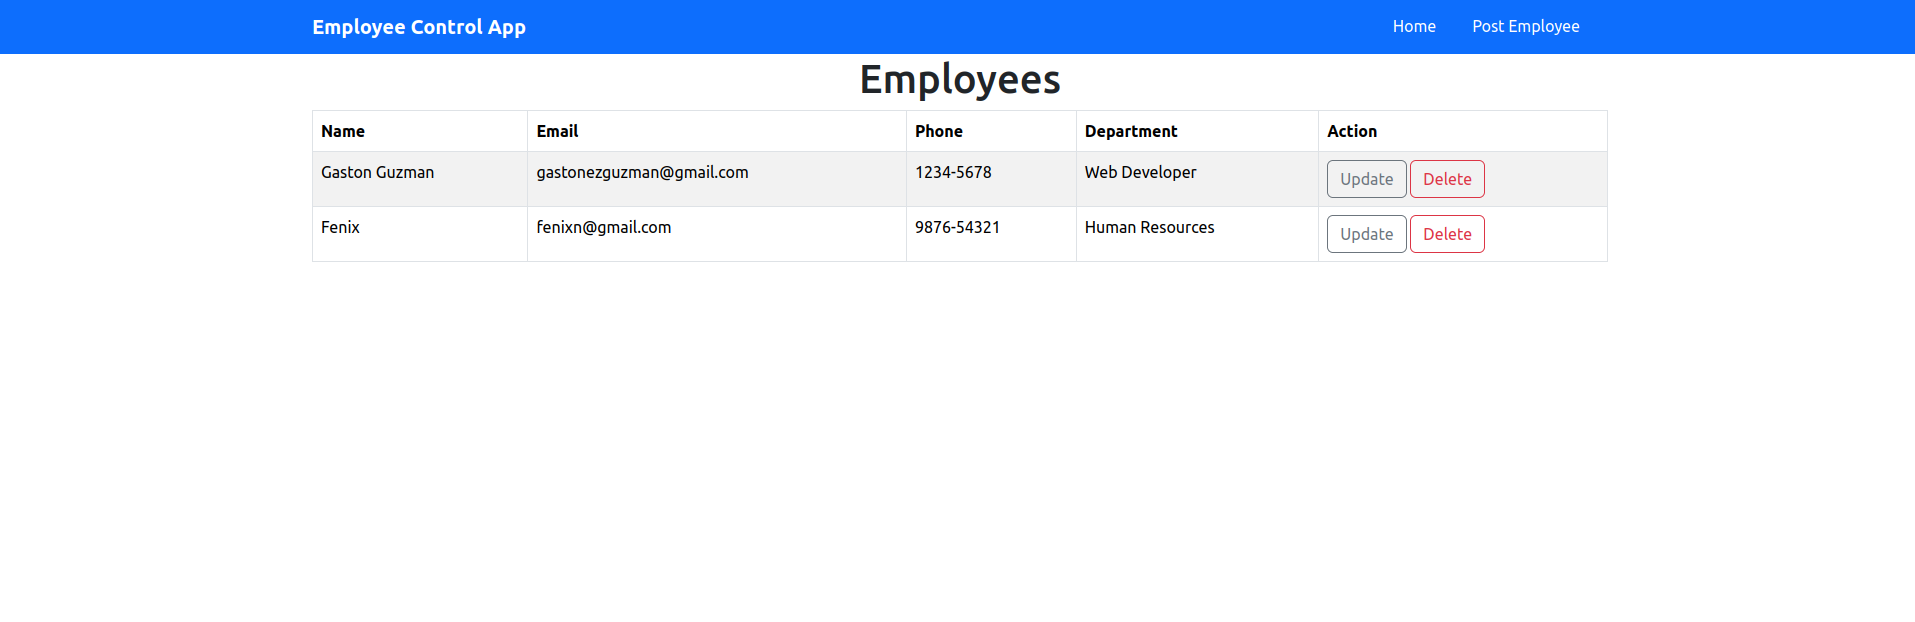 Employee Control App Home Post Employee
Employees
Name Email Phone Department Action
Gaston Guzman gastonezguzman@gmail.com 1234-5678 Web Developer Update Delete
Fenix fenixn@gmail.com 9876-54321 Human Resources Update Delete